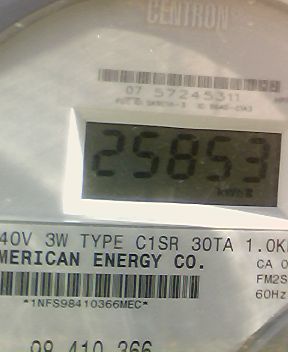 CENTRON
07 57245311
25853
kWh
40V 3W TYPE C1SR 30TA 1.0K
MERICAN ENERGY CO.
CA 0
FM2S
60Hz
*1NFS98410366MEC*
98 410 366